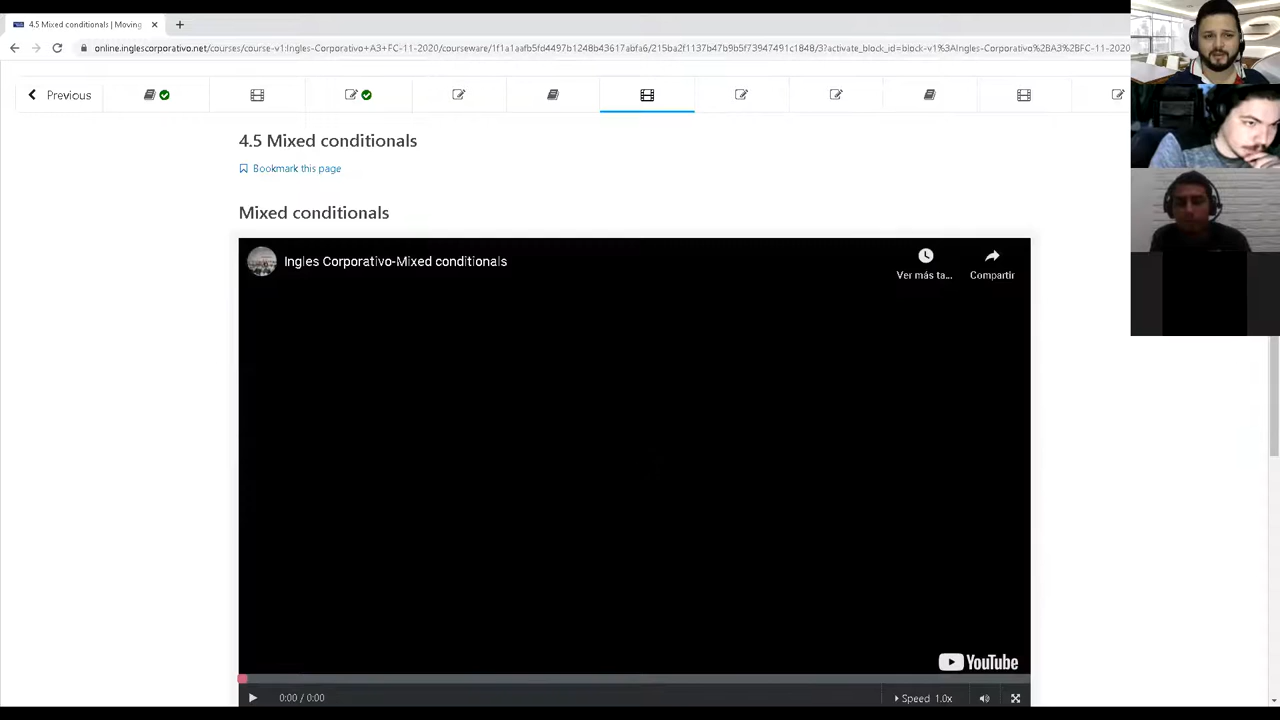 4.5 Mixed conditionals | Moving
online.inglescorporativo.net/courses/course-v1:Ingles-Corporativo+A3+FC-11-2020/courseware/1f1a1aafb5fd4497b1248b43617abfa6/215ba2f1137b47b9b5f73947491c1848/3?activate_block_id=block-v1%3AIngles-Corporativo%2BA3%2BFC-11-2020
Previous
4.5 Mixed conditionals
Bookmark this page
Mixed conditionals
Ingles Corporativo-Mixed conditionals
Ver más ta...
Compartir
YouTube
0:00 / 0:00
Speed 1.0x